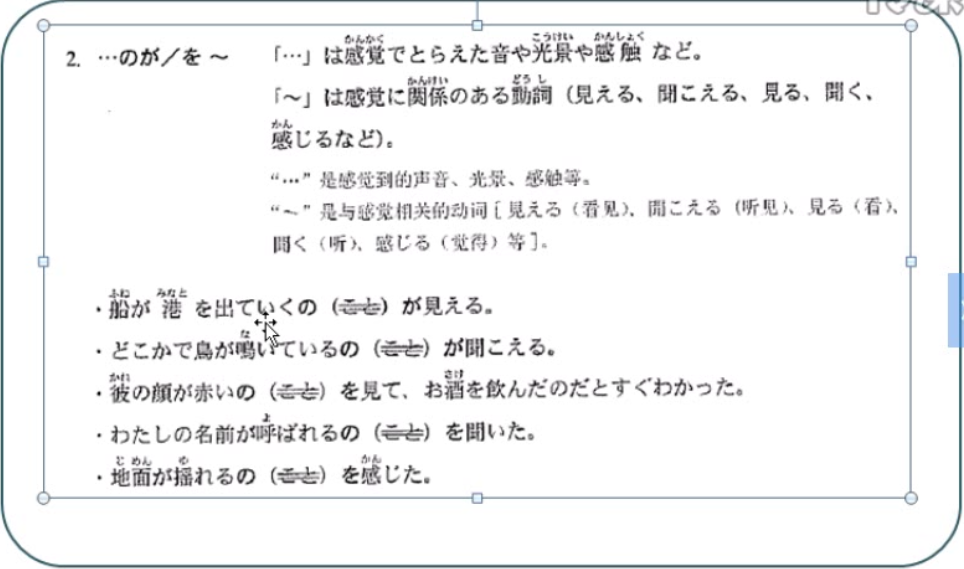 2. …のが／を ～ 「…」は感覚でとらえた音や光景や感触 など。
「～」は感覚に関係のある動詞（見える、聞こえる、見る、聞く、
感じるなど）。
“…”是感觉到的声音、光景、感触等。
“～”是与感觉相关的动词［見える（看见）、聞こえる（听见）、見る（看）、
聞く（听）、感じる（觉得）等］。
・船が 港 を出ていくの（こと）が見える。
・どこかで鳥が鳴いているの（こと）が聞こえる。
・彼の顔が赤いの（こと）を見て、お酒を飲んだのだとすぐわかった。
・わたしの名前が呼ばれるの（こと）を聞いた。
・地面が揺れるの（こと）を感じた。